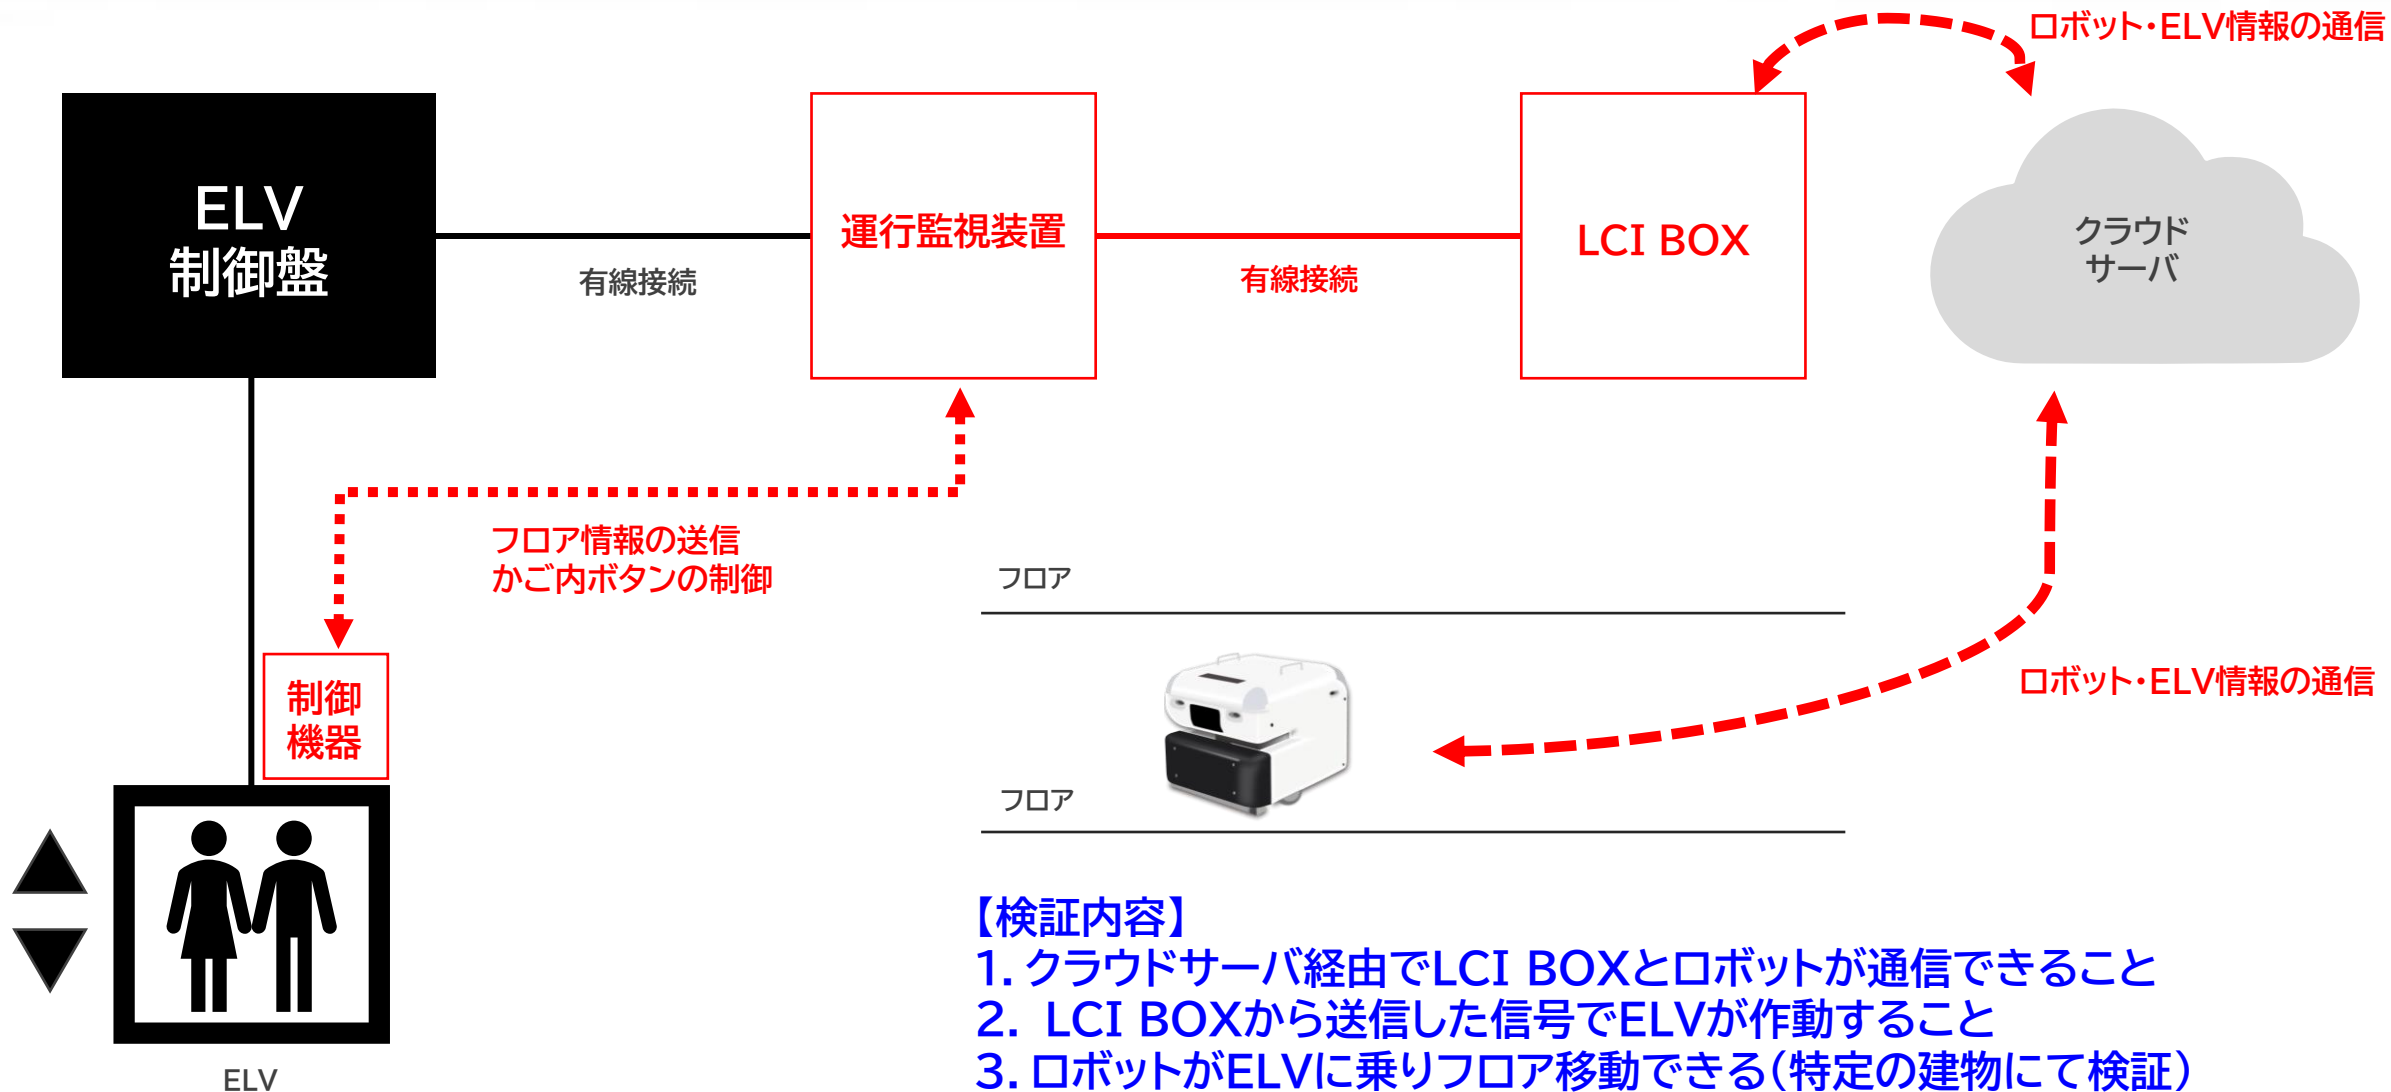 ロボット・ELV情報の通信
ELV
制御盤
運行監視装置
LCI BOX
クラウド
サーバ
有線接続
有線接続
フロア情報の送信
かご内ボタンの制御
フロア
制御
機器
ロボット・ELV情報の通信
フロア
ELV
【検証内容】
1. クラウドサーバ経由でLCI BOXとロボットが通信できること
2. LCI BOXから送信した信号でELVが作動すること
3. ロボットがELVに乗りフロア移動できる（特定の建物にて検証）